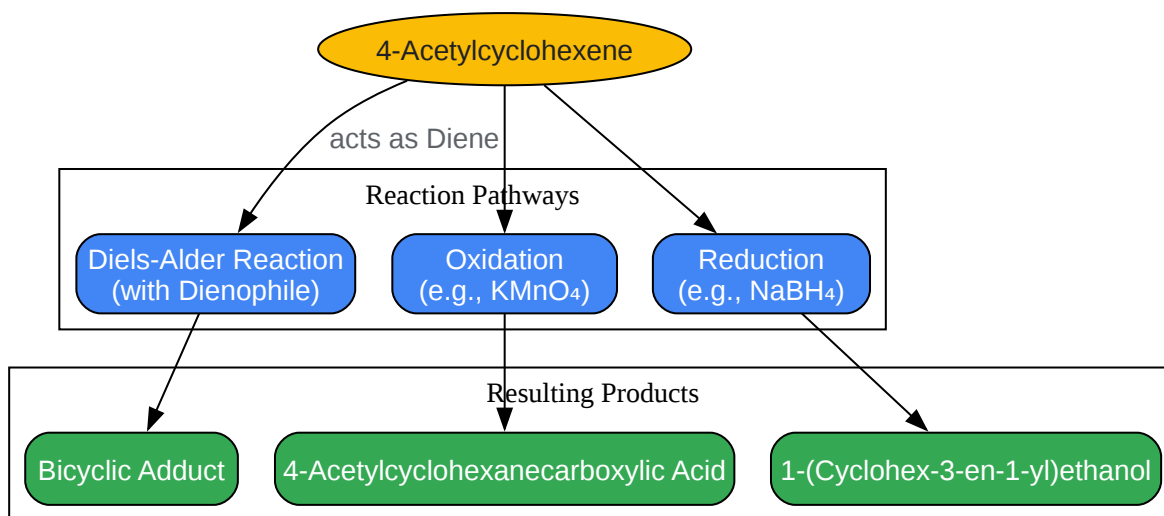 4-Acetylcyclohexene
acts as Diene
Reaction Pathways
Diels-Alder Reaction
(with Dienophile)
Oxidation
(e.g., KMnO₄)
Reduction
(e.g., NaBH₄)
Resulting Products
Bicyclic Adduct
4-Acetylcyclohexanecarboxylic Acid
1-(Cyclohex-3-en-1-yl)ethanol